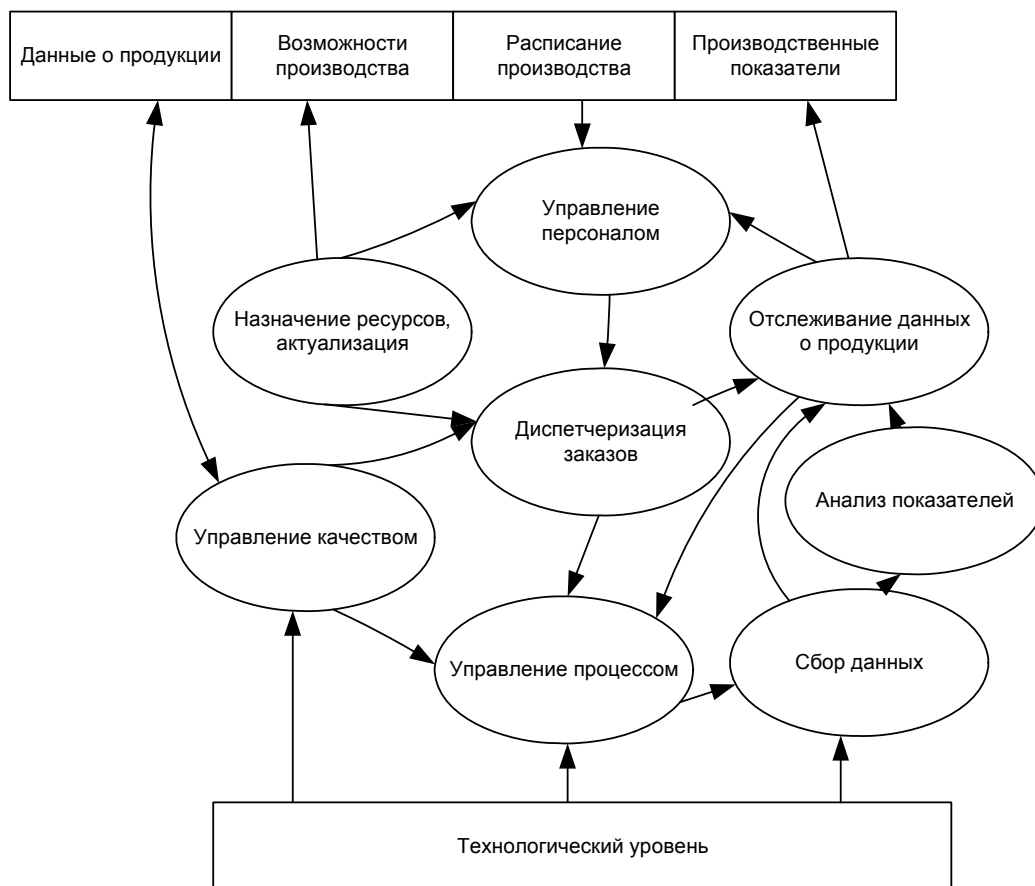 Данные о продукции
Возможности
производства
Расписание
производства
Производственные
показатели
Управление
персоналом
Назначение ресурсов,
актуализация
Отслеживание данных
о продукции
Диспетчеризация
заказов
Анализ показателей
Управление качеством
Управление процессом
Сбор данных
Технологический уровень